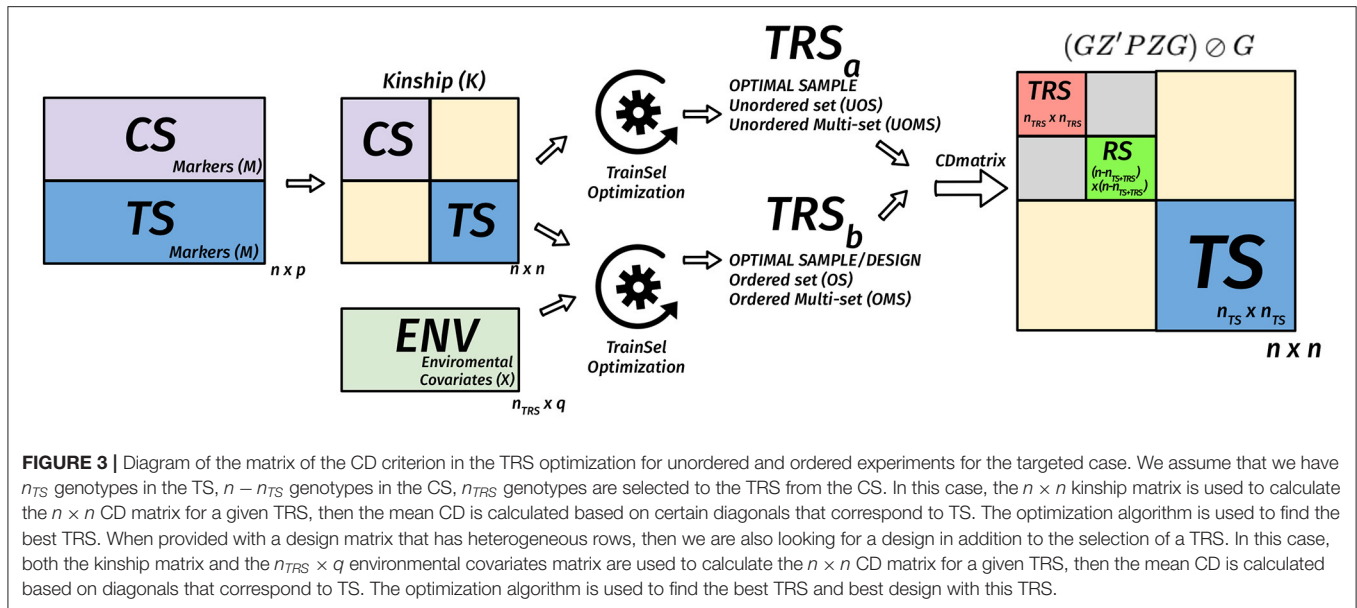 CS
Markers (M)
TS
Markers (M)
n x p
Kinship (K)
CS
TS
n x n
ENV
Enviromental
Covariates (X)
n_TRS x q
TrainSel
Optimization
TrainSel
Optimization
TRS_a
OPTIMAL SAMPLE
Unordered set (UOS)
Unordered Multi-set (UOMS)
TRS_b
OPTIMAL SAMPLE/DESIGN
Ordered set (OS)
Ordered Multi-set (OMS)
CDmatrix
(GZ'PZG) ⊘ G
TRS
n_TRS x n_TRS
RS
(n-n_TS+TRS)
x(n-n_TS+TRS)
TS
n_TS x n_TS
n x n
FIGURE 3 | Diagram of the matrix of the CD criterion in the TRS optimization for unordered and ordered experiments for the targeted case. We assume that we have
n_TS genotypes in the TS, n − n_TS genotypes in the CS, n_TRS genotypes are selected to the TRS from the CS. In this case, the n × n kinship matrix is used to calculate
the n × n CD matrix for a given TRS, then the mean CD is calculated based on certain diagonals that correspond to TS. The optimization algorithm is used to find the
best TRS. When provided with a design matrix that has heterogeneous rows, then we are also looking for a design in addition to the selection of a TRS. In this case,
both the kinship matrix and the n_TRS × q environmental covariates matrix are used to calculate the n × n CD matrix for a given TRS, then the mean CD is calculated
based on diagonals that correspond to TS. The optimization algorithm is used to find the best TRS and best design with this TRS.